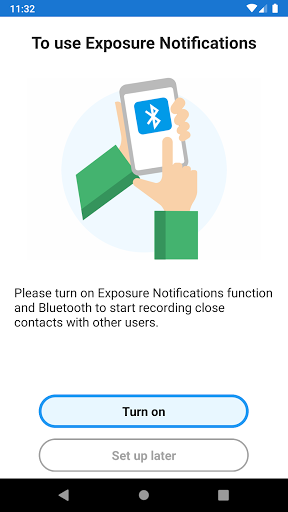 11:32
To use Exposure Notifications
Please turn on Exposure Notifications function
and Bluetooth to start recording close
contacts with other users.
Turn on
Set up later